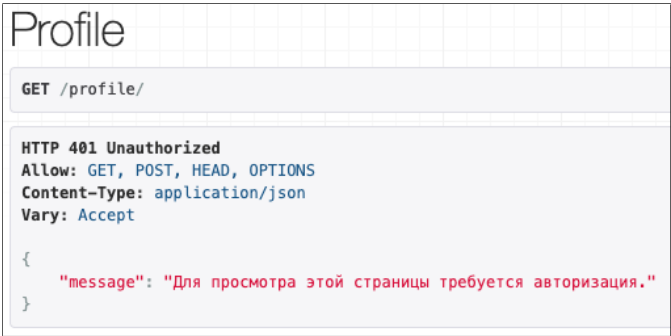 Profile
GET /profile/
HTTP 401 Unauthorized
Allow: GET, POST, HEAD, OPTIONS
Content-Type: application/json
Vary: Accept
{
"message": "Для просмотра этой страницы требуется авторизация."
}